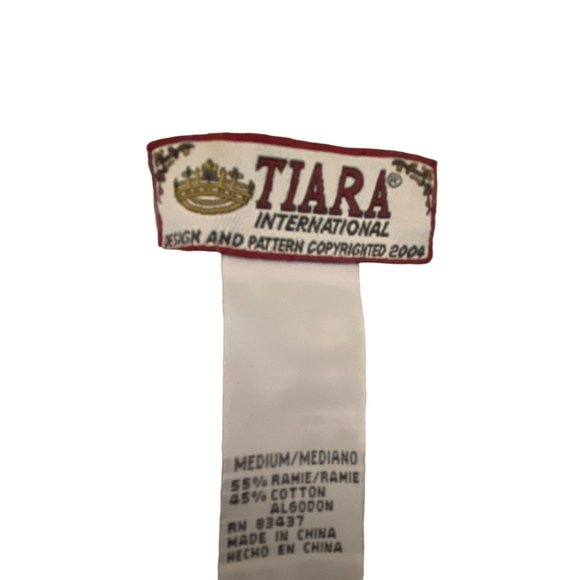 TIARA®
INTERNATIONAL
DESIGN AND PATTERN COPYRIGHTED 2004
MEDIUM/MEDIANO
55% RAMIE/RAMIE
45% COTTON
ALGODON
RN 83437
MADE IN CHINA
HECHO EN CHINA